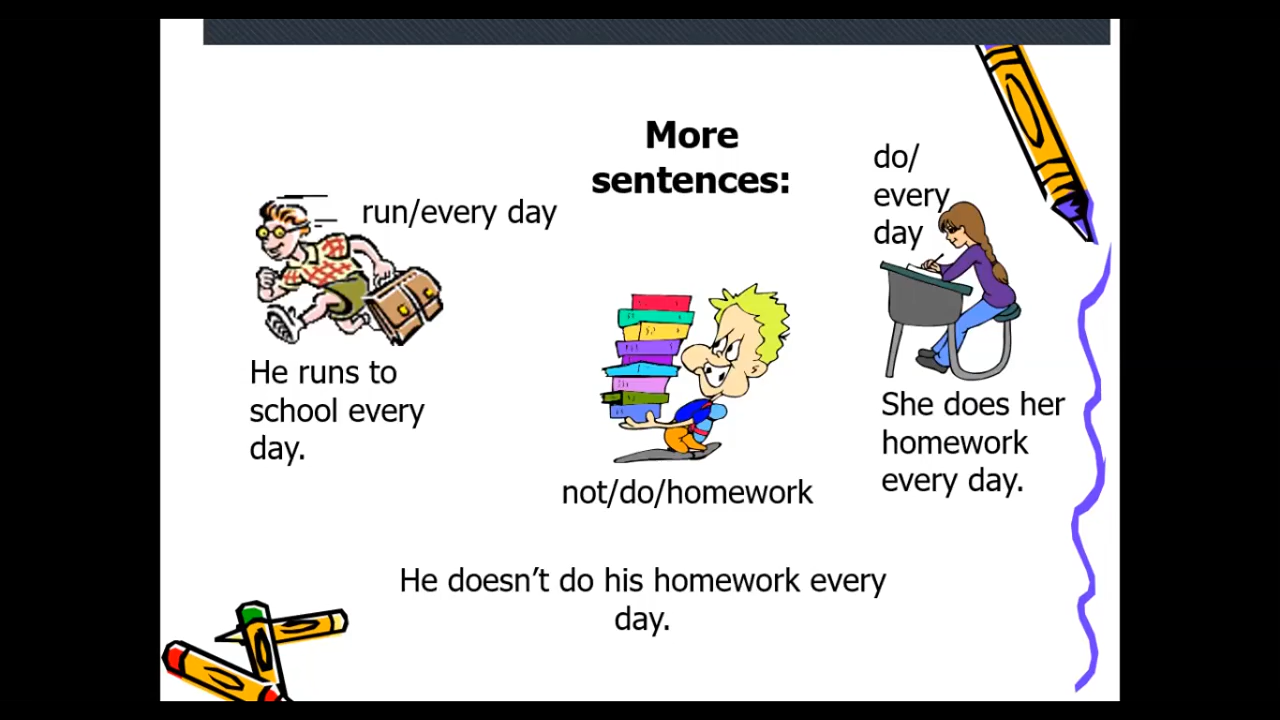 More
sentences:
run/every day
He runs to
school every
day.
not/do/homework
He doesn’t do his homework every
day.
do/
every
day
She does her
homework
every day.